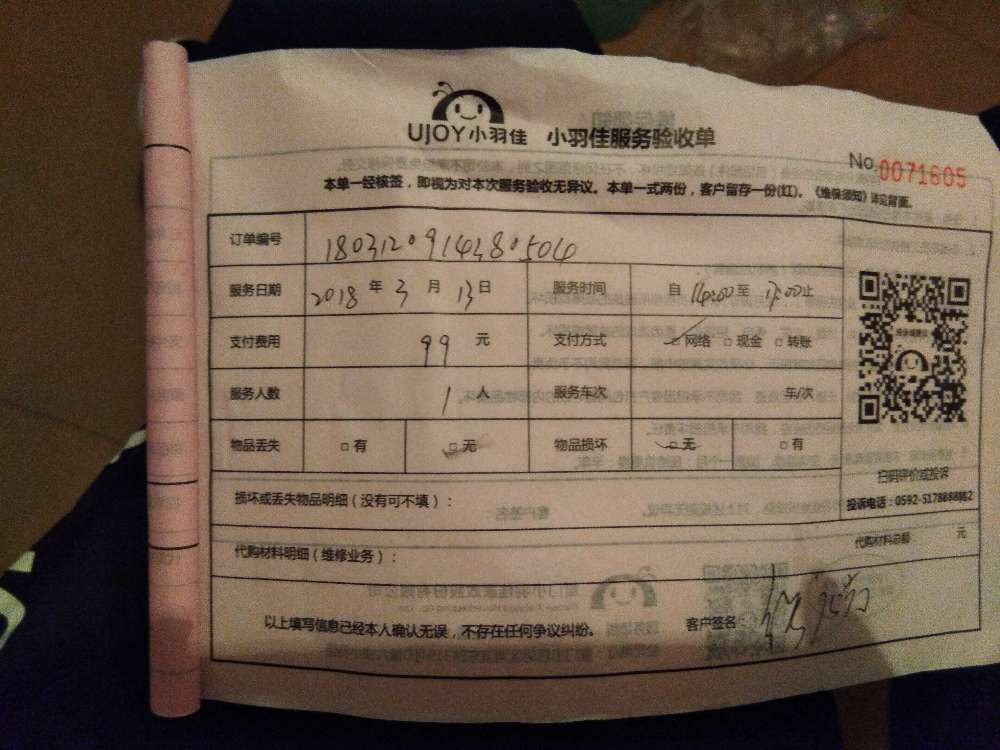 UJOY小羽佳 小羽佳服务验收单
No.0071605
本单一经核签，即视为对本次服务验收无异议。本单一式两份，客户留存一份(红)。《维保须知》详见背面。
订单编号 1803120914380504
服务日期 2018 年 3 月 13 日 服务时间 自 14:00 至 17:00 止
支付费用 99 元 支付方式 ☑网络 □现金 □转账
服务人数 1 人 服务车次 车/次
物品丢失 □有 ☑无 物品损坏 ☑无 □有
扫码评价或投诉
投诉电话：0592-5178888882
损坏或丢失物品明细（没有可不填）：
代购材料明细（维修业务）： 代购材料总额 元
以上填写信息已经本人确认无误，不存在任何争议纠纷。 客户签名：